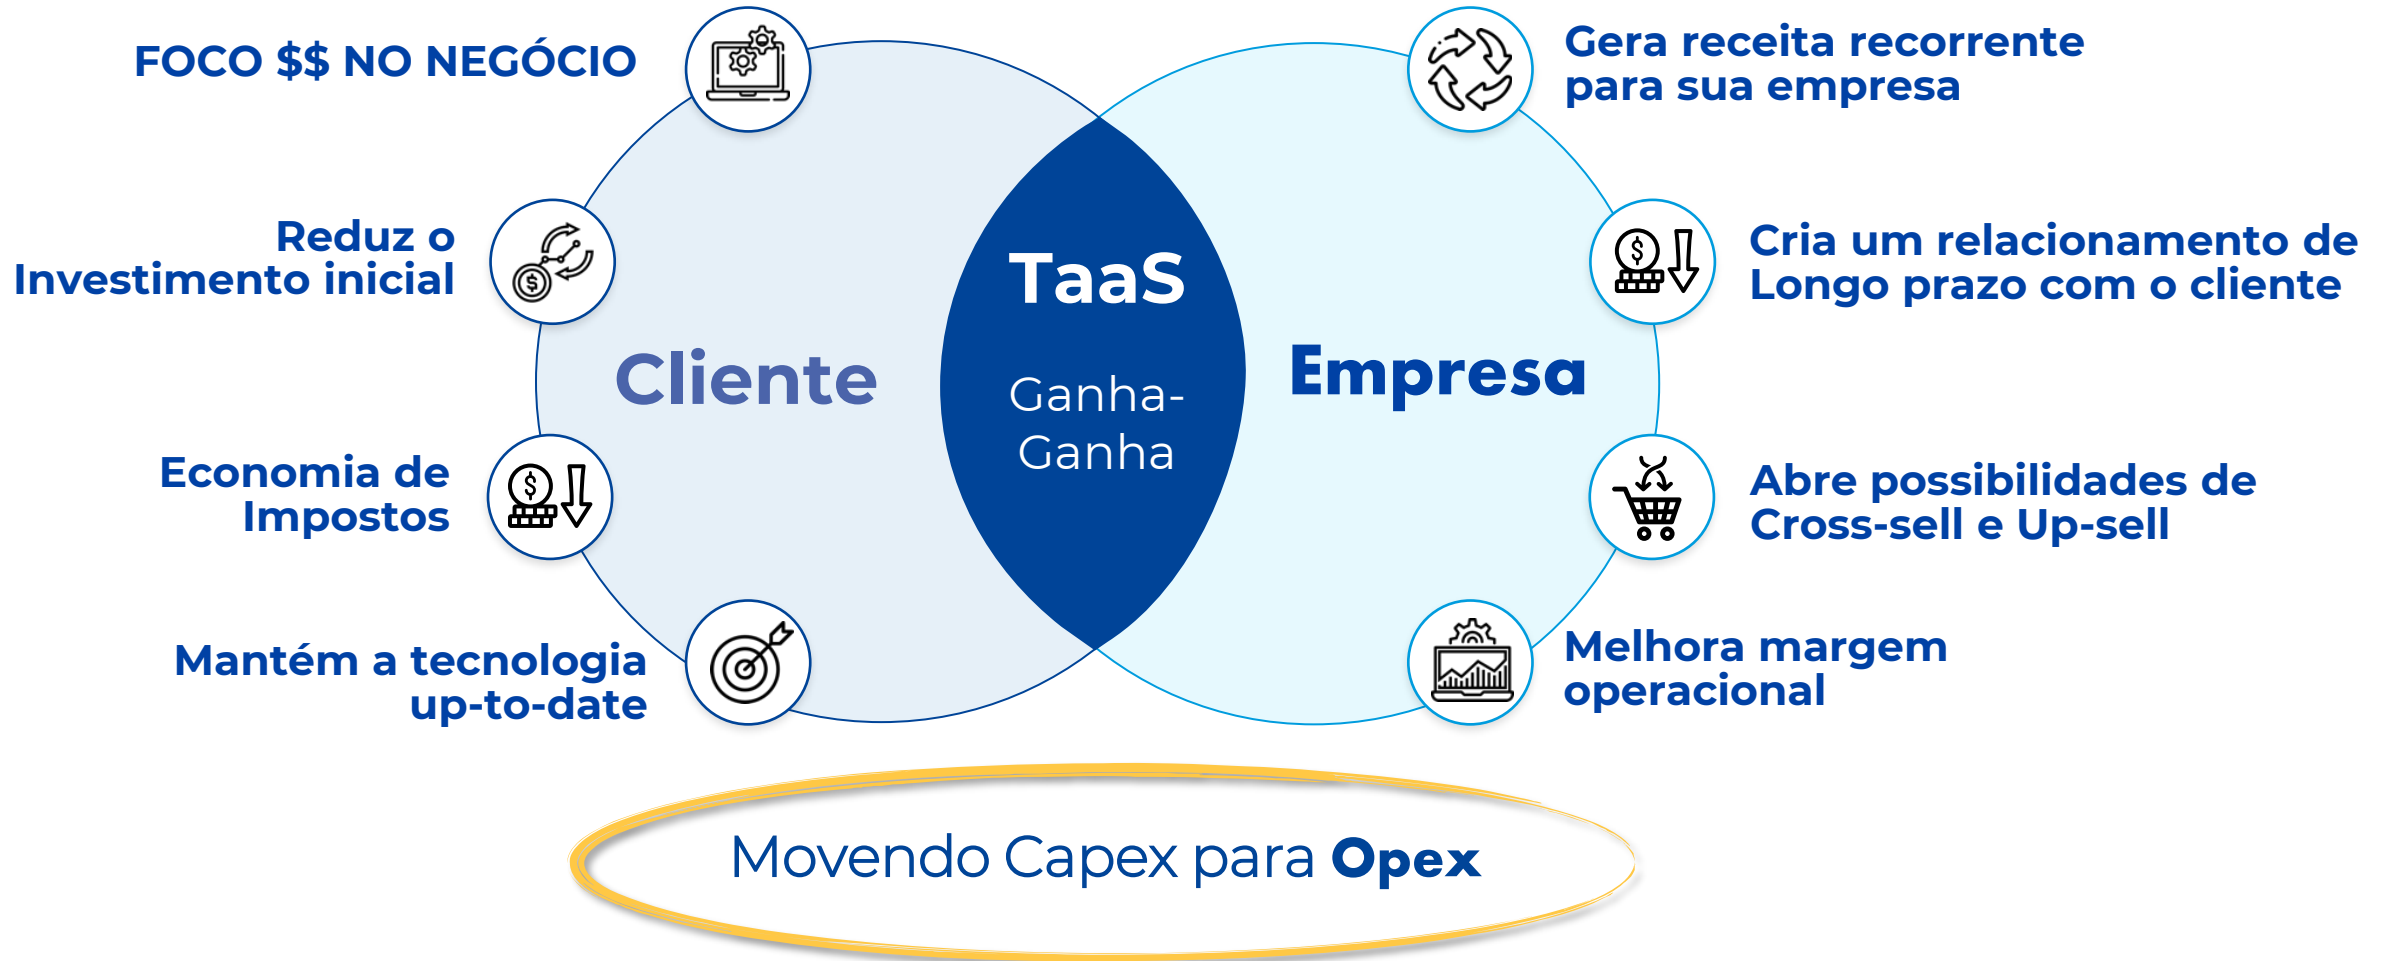 FOCO $$ NO NEGÓCIO
Reduz o
Investimento inicial
Economia de
Impostos
Mantém a tecnologia
up-to-date
Cliente
TaaS
Ganha-
Ganha
Empresa
Gera receita recorrente
para sua empresa
Cria um relacionamento de
Longo prazo com o cliente
Abre possibilidades de
Cross-sell e Up-sell
Melhora margem
operacional
Movendo Capex para Opex